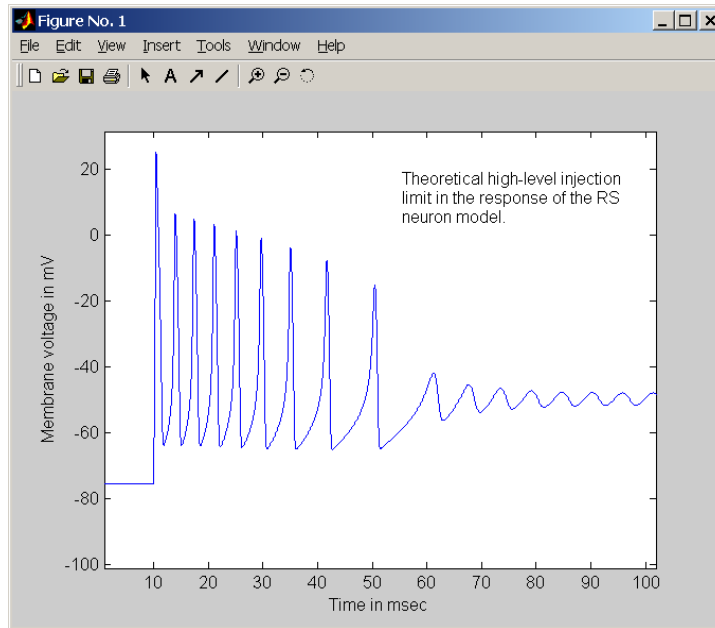 Figure No. 1
File Edit View Insert Tools Window Help
A
Theoretical high-level injection
limit in the response of the RS
neuron model.
Membrane voltage in mV
20
0
-20
-40
-60
-80
-100
10 20 30 40 50 60 70 80 90 100
Time in msec